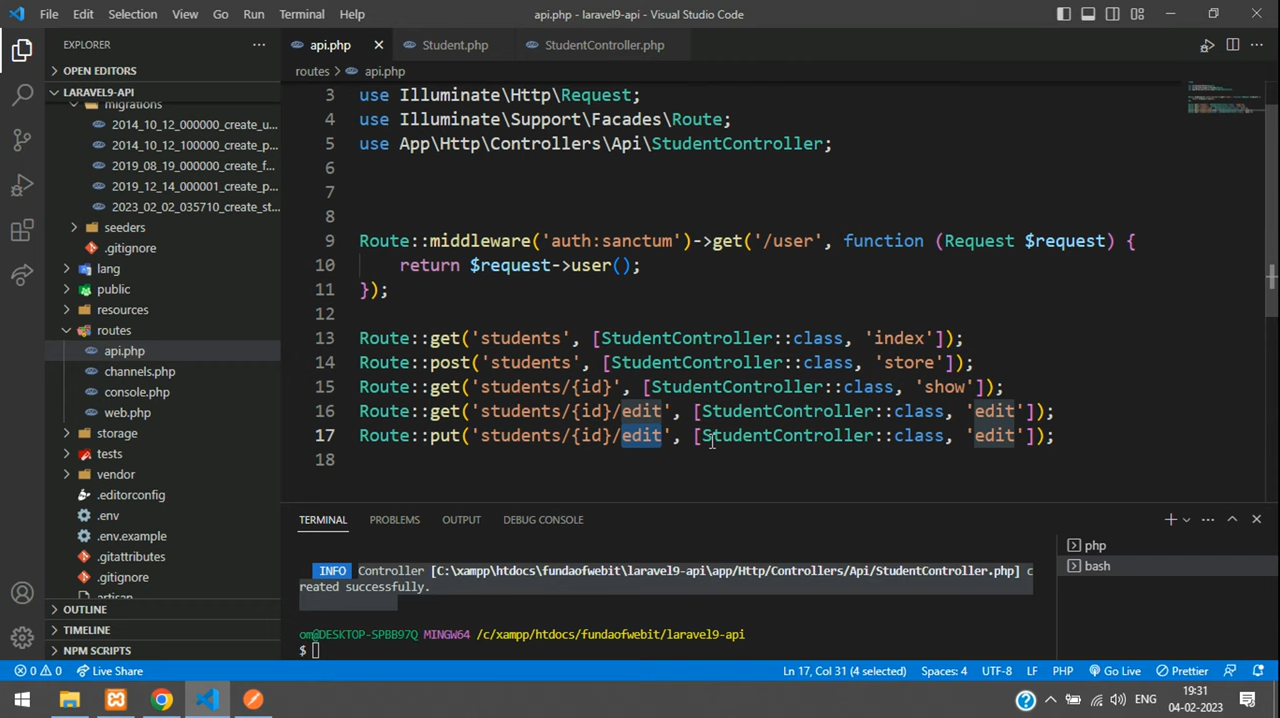 File Edit Selection View Go Run Terminal Help api.php - laravel9-api - Visual Studio Code
EXPLORER
OPEN EDITORS
LARAVEL9-API
migrations
2014_10_12_000000_create_u...
2014_10_12_100000_create_p...
2019_08_19_000000_create_f...
2019_12_14_000001_create_p...
2023_02_02_035710_create_st...
seeders
.gitignore
lang
public
resources
routes
api.php
channels.php
console.php
web.php
storage
tests
vendor
.editorconfig
.env
.env.example
.gitattributes
.gitignore
artisan
OUTLINE
TIMELINE
NPM SCRIPTS
api.php Student.php StudentController.php
routes > api.php
3 use Illuminate\Http\Request;
4 use Illuminate\Support\Facades\Route;
5 use App\Http\Controllers\Api\StudentController;
6
7
8
9 Route::middleware('auth:sanctum')->get('/user', function (Request $request) {
10 return $request->user();
11 });
12
13 Route::get('students', [StudentController::class, 'index']);
14 Route::post('students', [StudentController::class, 'store']);
15 Route::get('students/{id}', [StudentController::class, 'show']);
16 Route::get('students/{id}/edit', [StudentController::class, 'edit']);
17 Route::put('students/{id}/edit', [StudentController::class, 'edit']);
18
TERMINAL PROBLEMS OUTPUT DEBUG CONSOLE
INFO Controller [C:\xampp\htdocs\fundaofwebit\laravel9-api\app/Http/Controllers/Api/StudentController.php] c
reated successfully.
om@DESKTOP-SPBB97Q MINGW64 /c/xampp/htdocs/fundaofwebit/laravel9-api
$
php
bash
0 0 Live Share Ln 17, Col 31 (4 selected) Spaces: 4 UTF-8 LF PHP Go Live Prettier
ENG
19:31
04-02-2023